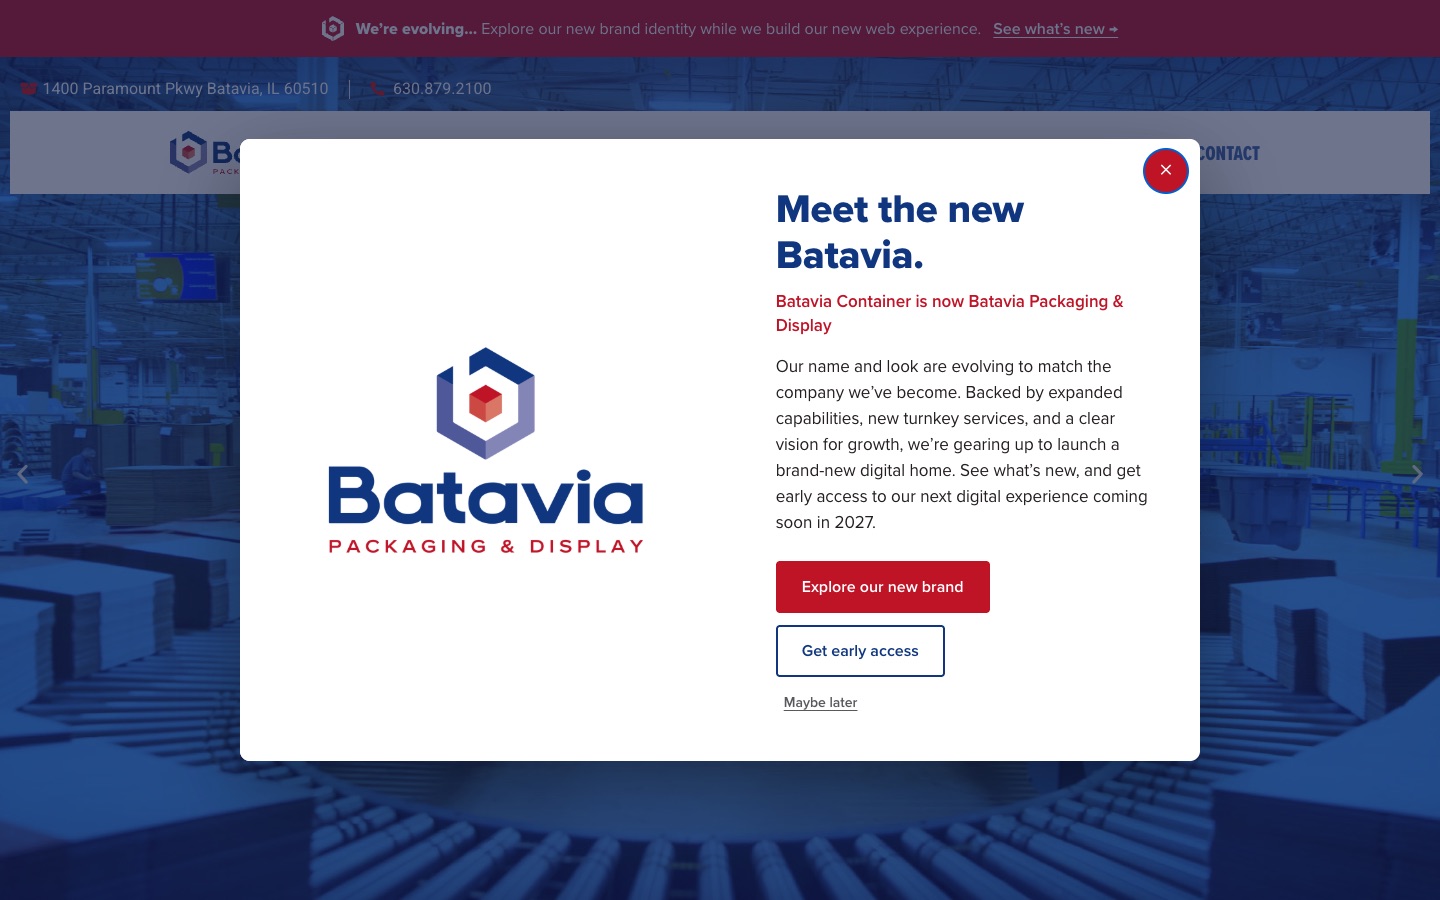 We're evolving... Explore our new brand identity while we build our new web experience. See what's new →
1400 Paramount Pkwy Batavia, IL 60510 | 630.879.2100
CONTACT
Meet the new
Batavia.
Batavia Container is now Batavia Packaging &
Display
Our name and look are evolving to match the
company we've become. Backed by expanded
capabilities, new turnkey services, and a clear
vision for growth, we're gearing up to launch a
brand-new digital home. See what's new, and get
early access to our next digital experience coming
soon in 2027.
Batavia
PACKAGING & DISPLAY
Explore our new brand
Get early access
Maybe later